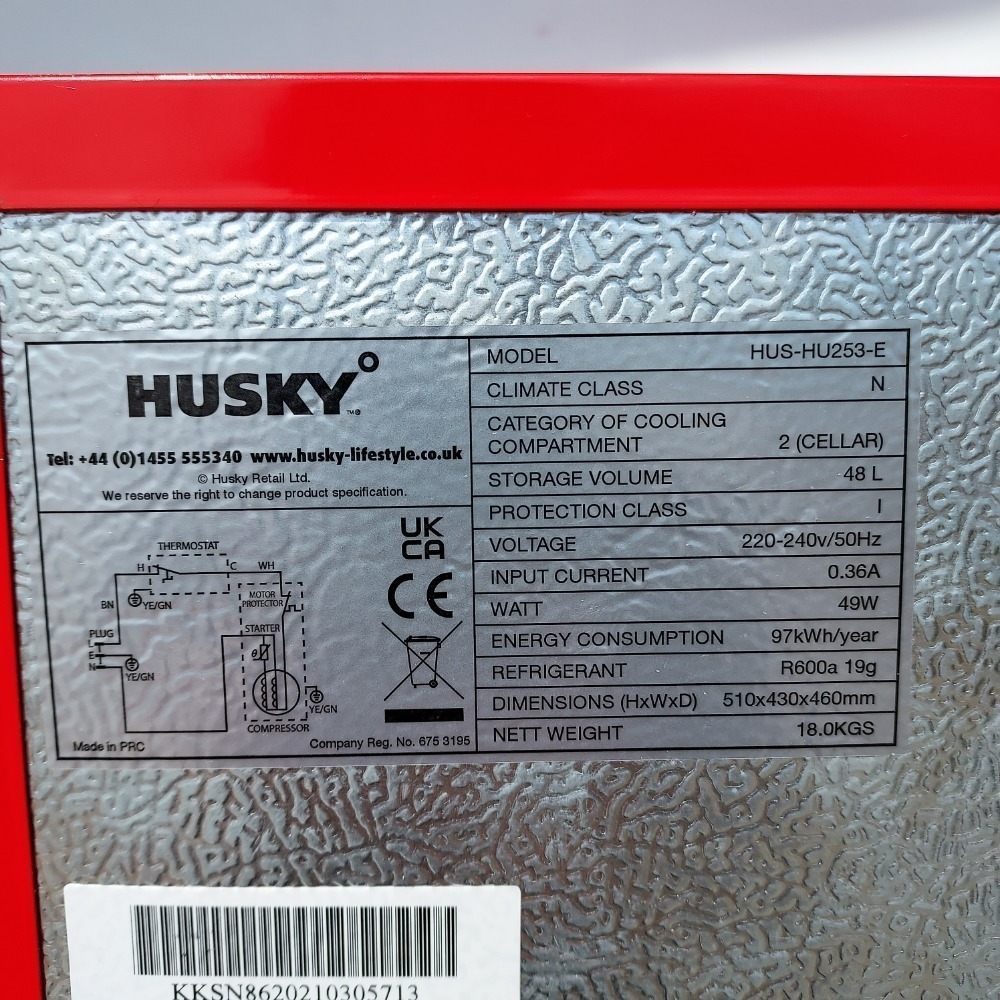 HUSKY°
TM®
Tel: +44 (0)1455 555340 www.husky-lifestyle.co.uk
© Husky Retail Ltd.
We reserve the right to change product specification.
THERMOSTAT
H C WH
BN YE/GN
MOTOR
PROTECTOR
PLUG
L
E
N
YE/GN
STARTER
θ
YE/GN
COMPRESSOR
UK
CA
CE
Made in PRC
Company Reg. No. 675 3195
MODEL HUS-HU253-E
CLIMATE CLASS N
CATEGORY OF COOLING
COMPARTMENT 2 (CELLAR)
STORAGE VOLUME 48 L
PROTECTION CLASS I
VOLTAGE 220-240v/50Hz
INPUT CURRENT 0.36A
WATT 49W
ENERGY CONSUMPTION 97kWh/year
REFRIGERANT R600a 19g
DIMENSIONS (HxWxD) 510x430x460mm
NETT WEIGHT 18.0KGS
KKSN8620210305713